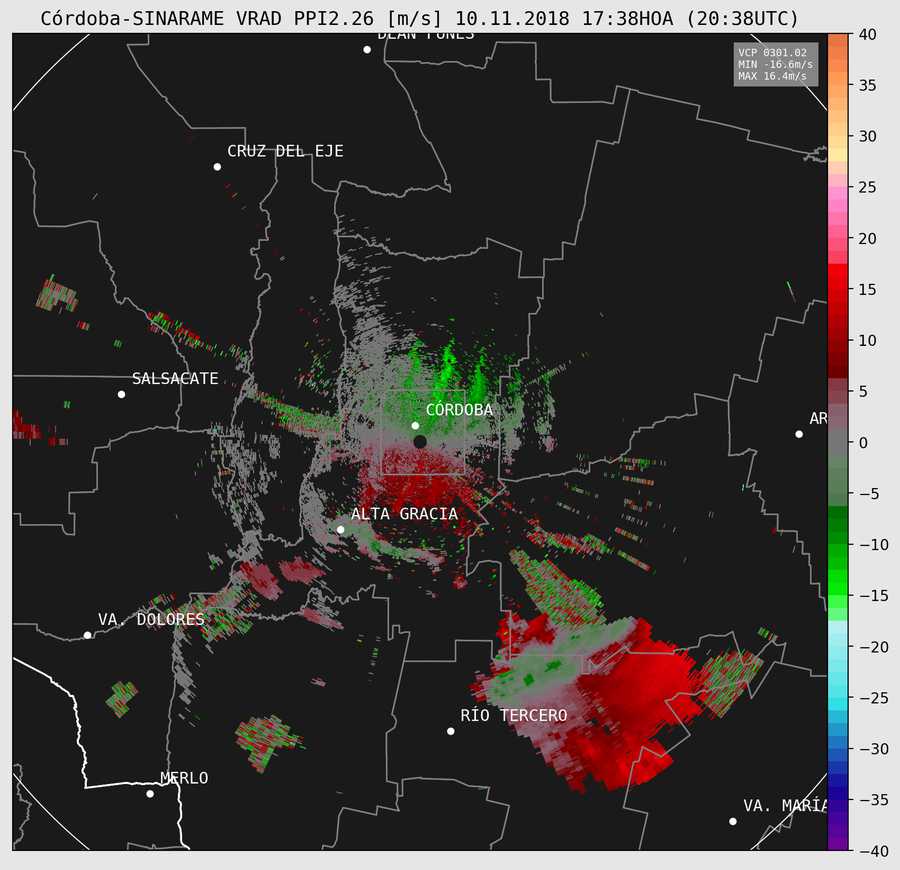 Córdoba-SINARAME VRAD PPI2.26 [m/s] 10.11.2018 17:38HOA (20:38UTC)
DEÁN FUNES
VCP 0301.02
MIN -16.6m/s
MAX 16.4m/s
CRUZ DEL EJE
SALSACATE
CÓRDOBA
AR
ALTA GRACIA
VA. DOLORES
RÍO TERCERO
MERLO
VA. MARÍA
40
35
30
25
20
15
10
5
0
−5
−10
−15
−20
−25
−30
−35
−40